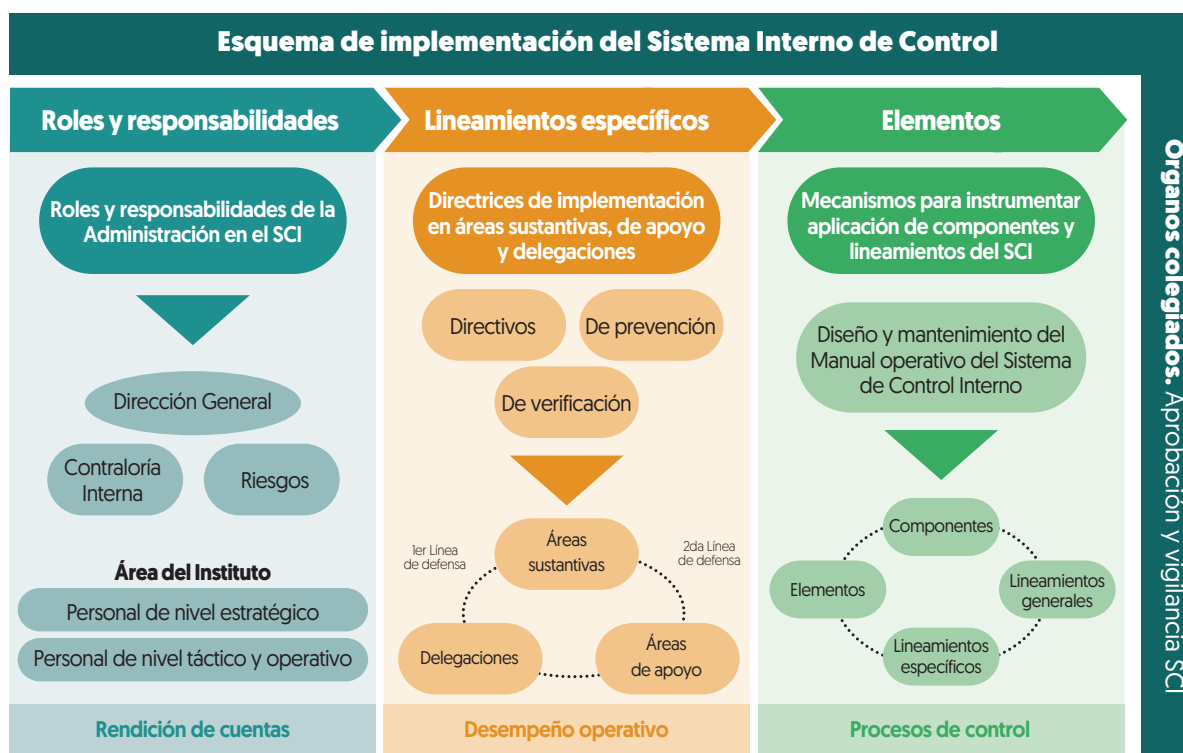 Esquema de implementación del Sistema Interno de Control
Roles y responsabilidades
Roles y responsabilidades de la
Administración en el SCI
Dirección General
Contraloría
Interna
Riesgos
Área del Instituto
Personal de nivel estratégico
Personal de nivel táctico y operativo
Rendición de cuentas
Lineamientos específicos
Directrices de implementación
en áreas sustantivas, de apoyo
y delegaciones
Directivos
De prevención
De verificación
1er Línea
de defensa
Áreas
sustantivas
2da Línea
de defensa
Delegaciones
Áreas
de apoyo
Desempeño operativo
Elementos
Mecanismos para instrumentar
aplicación de componentes y
lineamientos del SCI
Diseño y mantenimiento del
Manual operativo del Sistema
de Control Interno
Componentes
Elementos
Lineamientos
generales
Lineamientos
específicos
Procesos de control
Organos colegiados. Aprobación y vigilancia SCI